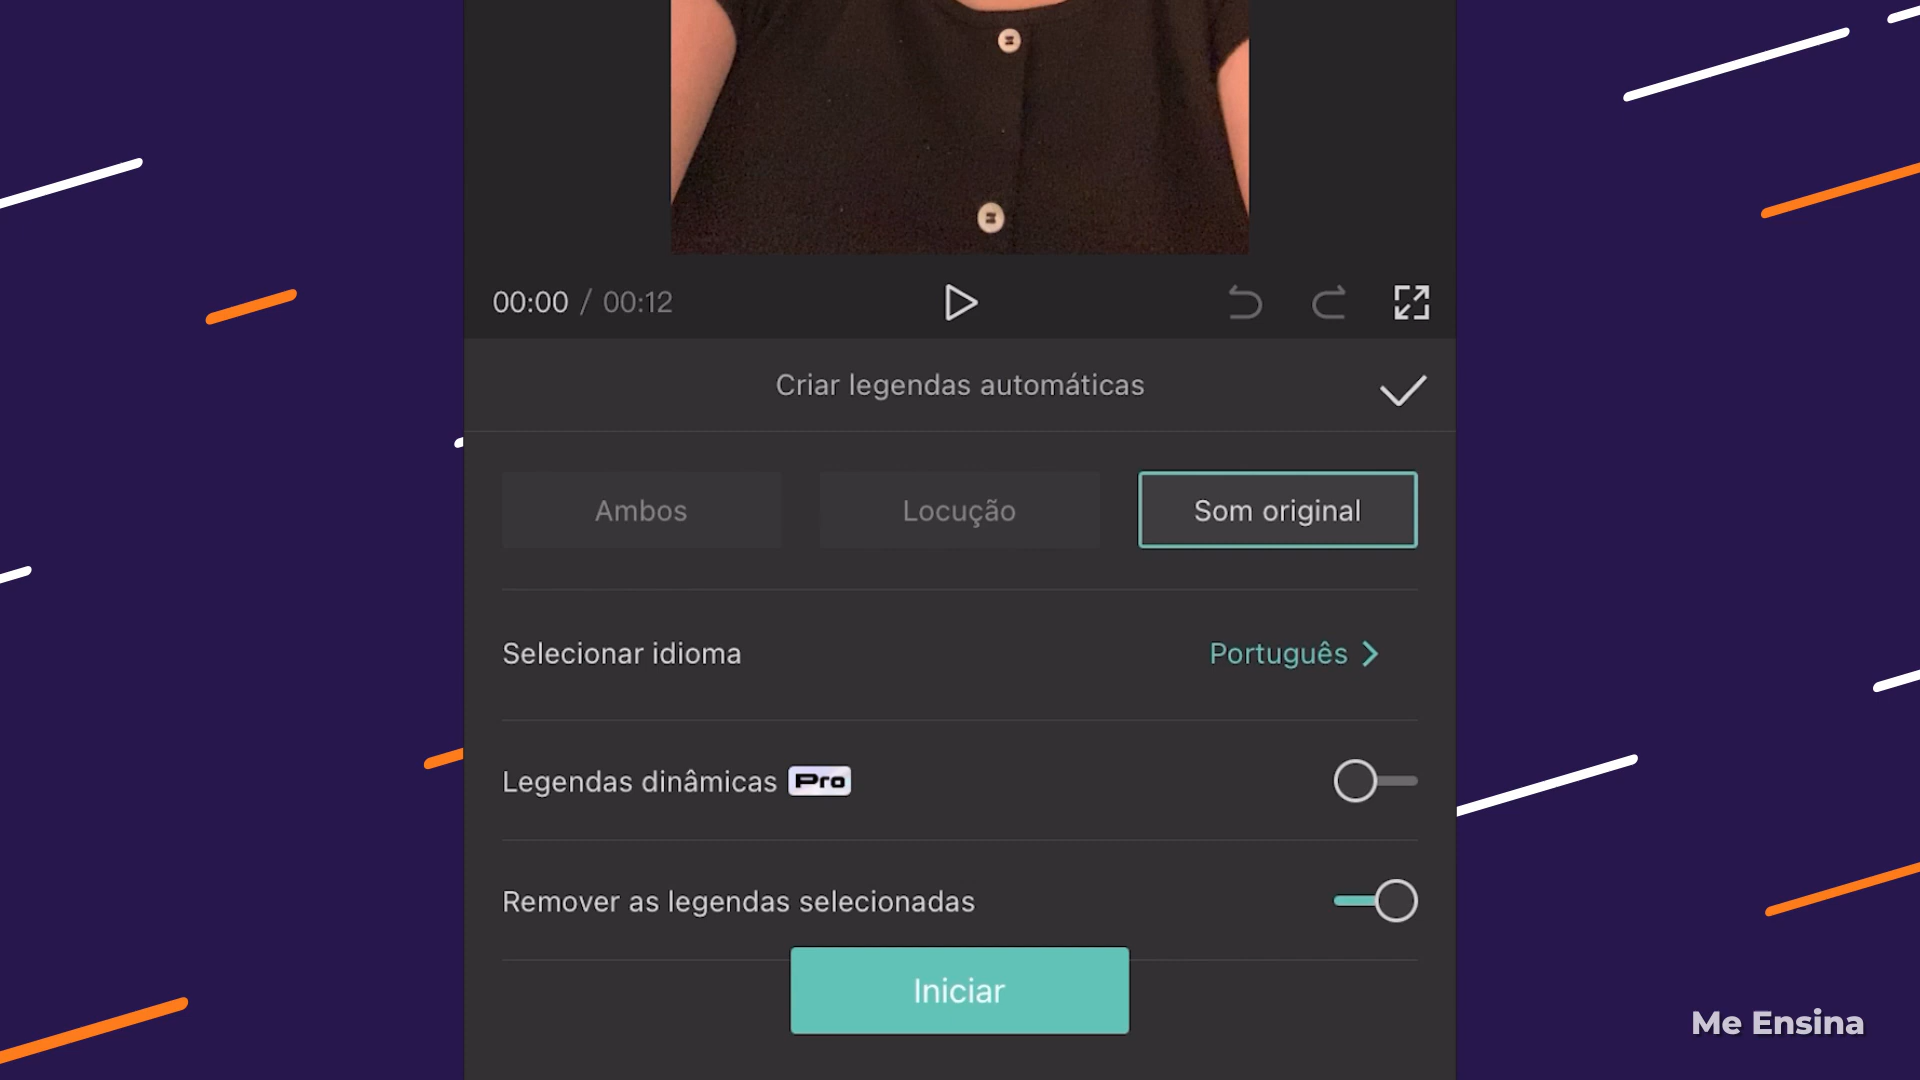 00:00 / 00:12
Criar legendas automáticas
Ambos
Locução
Som original
Selecionar idioma
Português
Legendas dinâmicas Pro
Remover as legendas selecionadas
Iniciar
Me Ensina